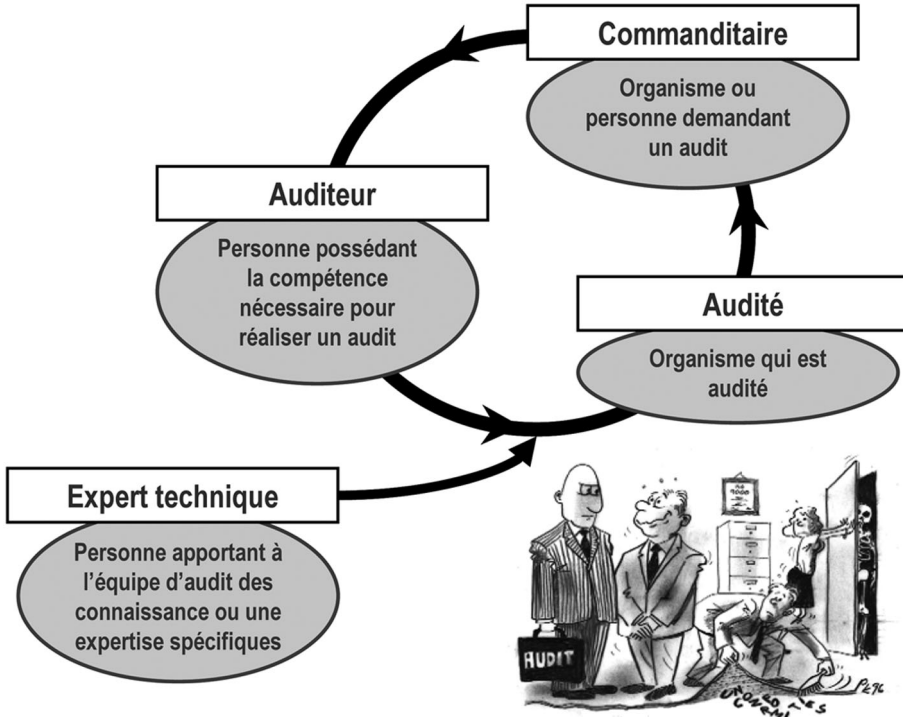 Commanditaire
Organisme ou
personne demandant
un audit
Auditeur
Personne possédant
la compétence
nécessaire pour
réaliser un audit
Audité
Organisme qui est
audité
Expert technique
Personne apportant à
l’équipe d’audit des
connaissance ou une
expertise spécifiques
9000
AUDIT